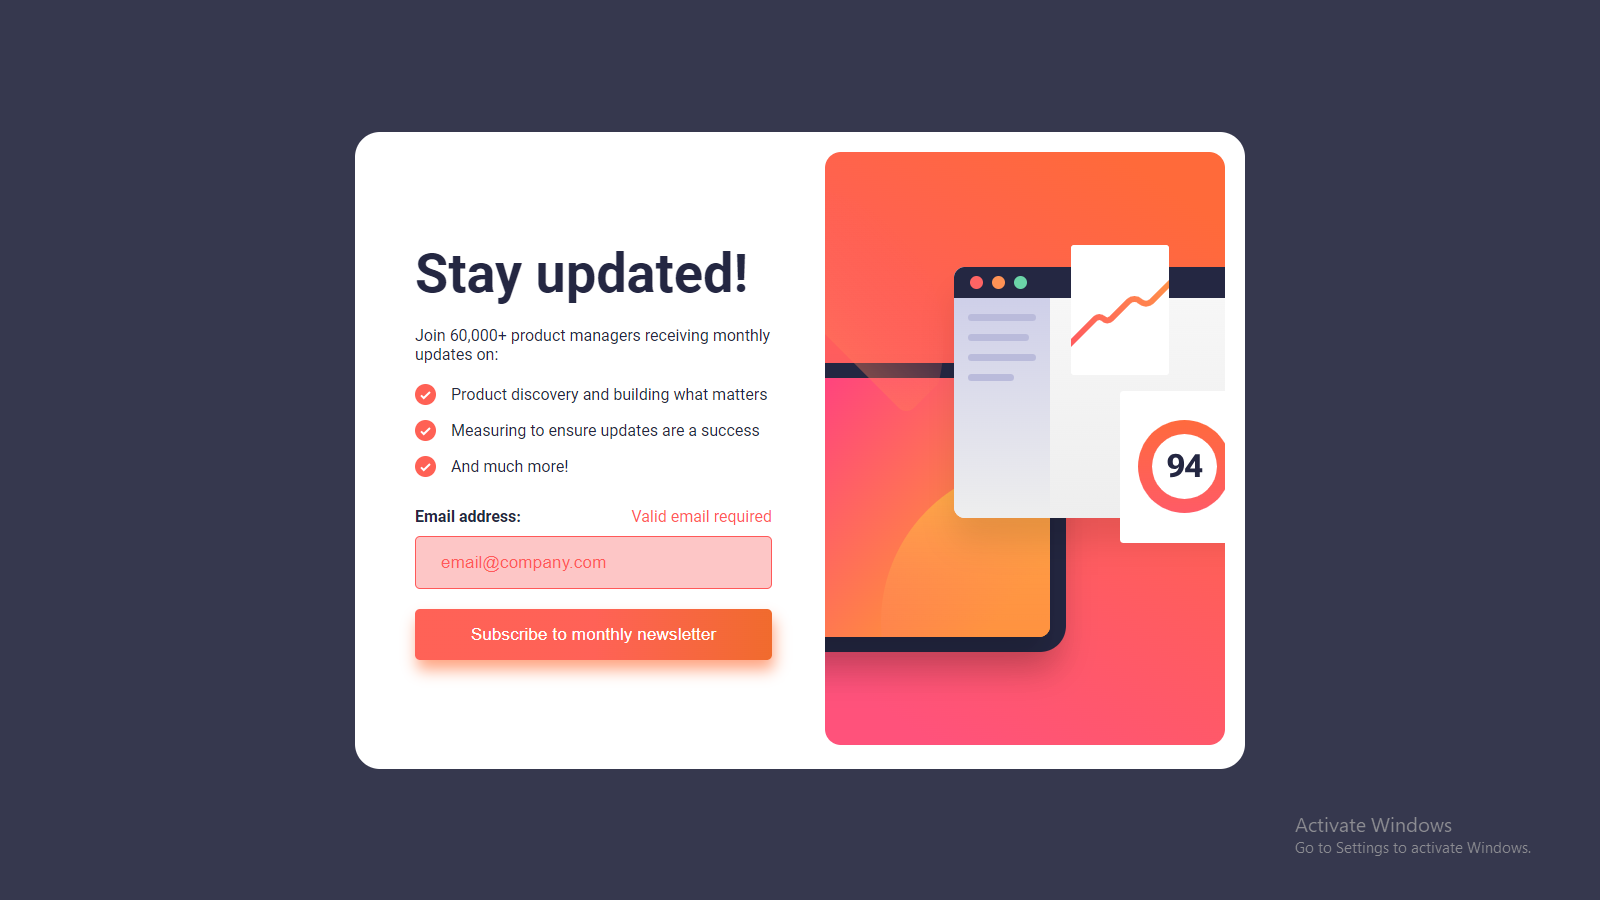 Stay updated!
Join 60,000+ product managers receiving monthly
updates on:
Product discovery and building what matters
Measuring to ensure updates are a success
And much more!
Email address:
Valid email required
email@company.com
Subscribe to monthly newsletter
94
Activate Windows
Go to Settings to activate Windows.